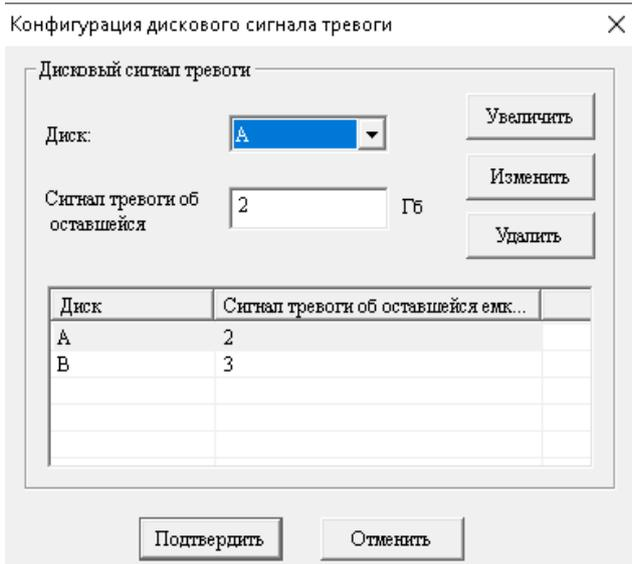 Конфигурация дискового сигнала тревоги
Дисковый сигнал тревоги
Диск:
A
Увеличить
Сигнал тревоги об
оставшейся
2
Гб
Изменить
Удалить
Диск Сигнал тревоги об оставшейся емк...
A 2
B 3
Подтвердить Отменить